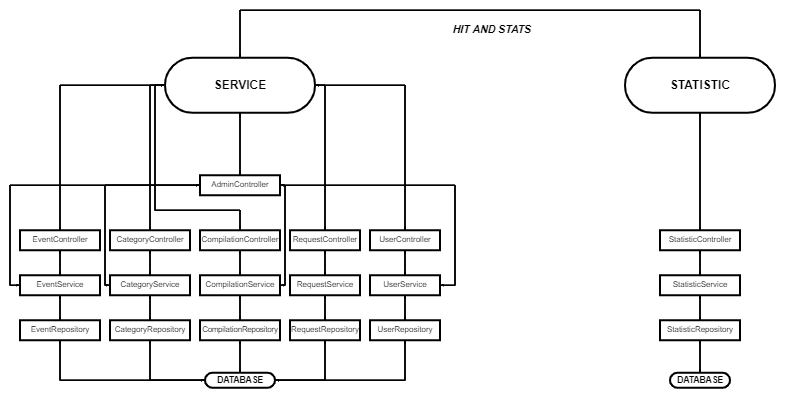 HIT AND STATS
SERVICE
STATISTIC
AdminController
EventController
CategoryController
CompilationController
RequestController
UserController
StatisticController
EventService
CategoryService
CompilationService
RequestService
UserService
StatisticService
EventRepository
CategoryRepository
CompilationRepository
RequestRepository
UserRepository
StatisticRepository
DATABASE
DATABASE